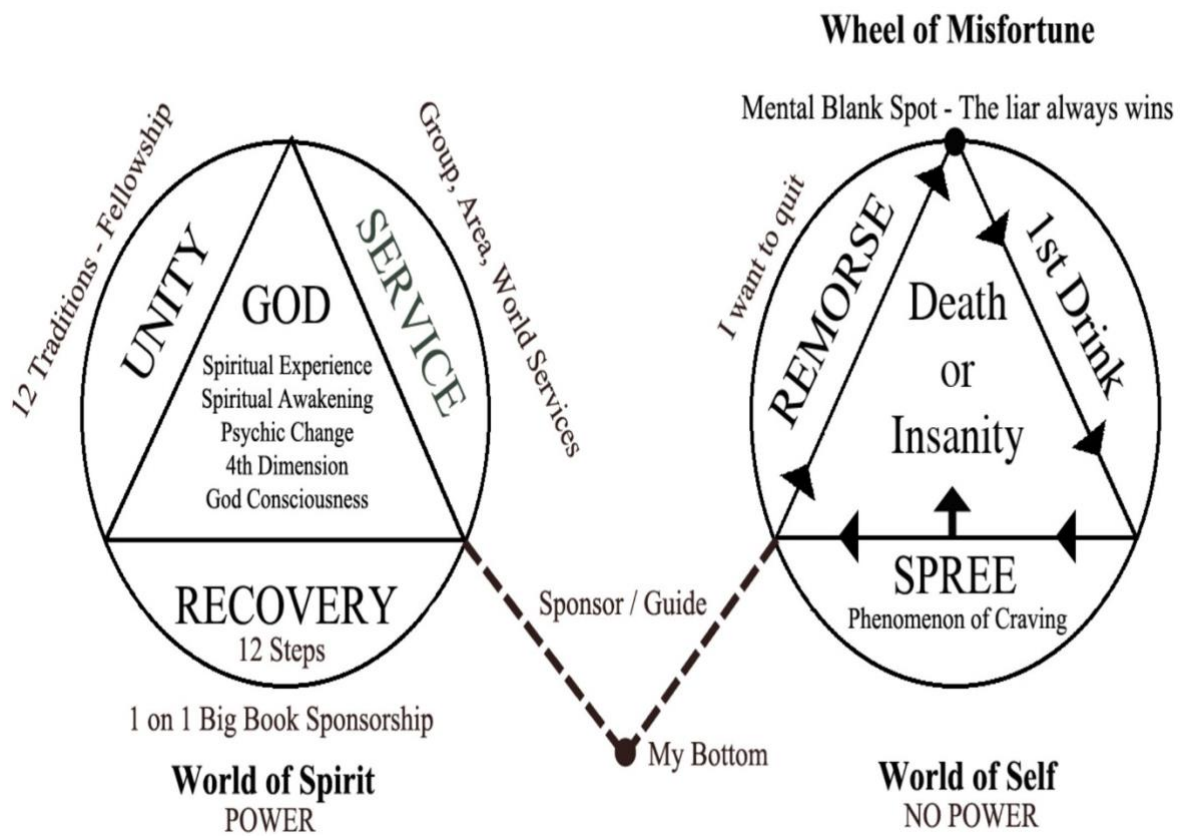 Wheel of Misfortune
Mental Blank Spot - The liar always wins
12 Traditions - Fellowship
UNITY
SERVICE
Group, Area, World Services
GOD
Spiritual Experience
Spiritual Awakening
Psychic Change
4th Dimension
God Consciousness
RECOVERY
12 Steps
1 on 1 Big Book Sponsorship
World of Spirit
POWER
Sponsor / Guide
My Bottom
I want to quit
REMORSE
1st Drink
Death
or
Insanity
SPREE
Phenomenon of Craving
World of Self
NO POWER